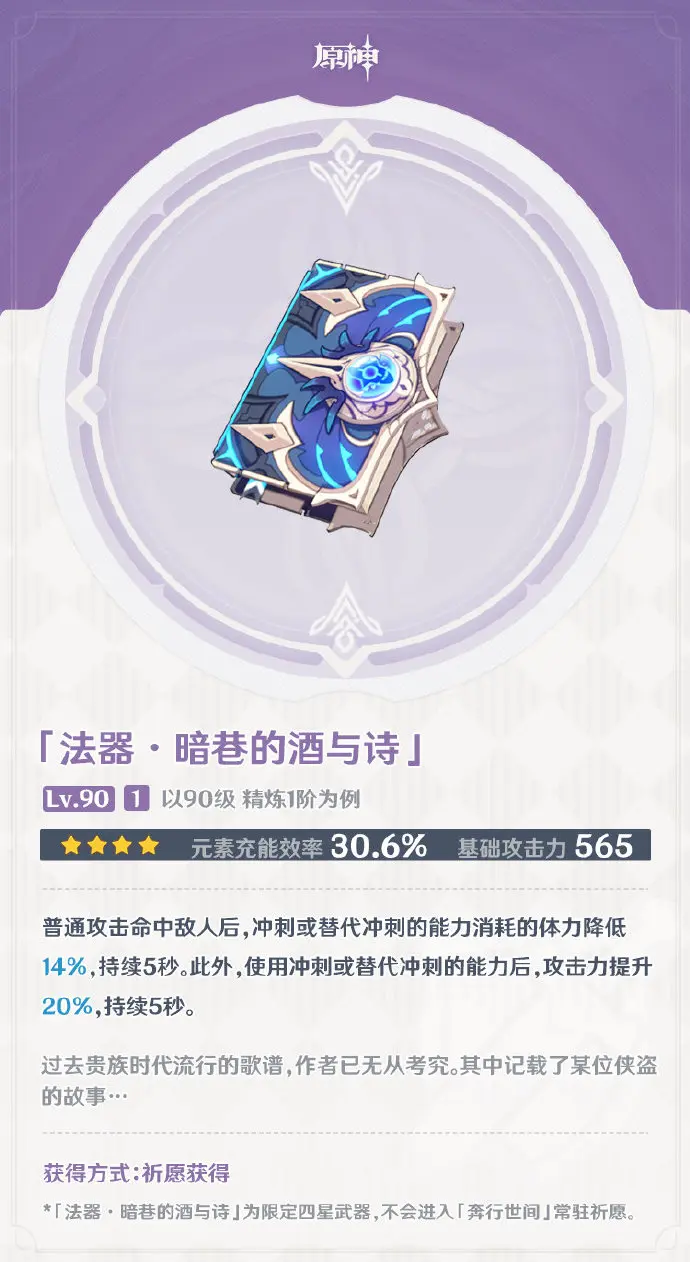 原神
「法器·暗巷的酒与诗」
Lv.90 1 以90级 精炼1阶为例
元素充能效率 30.6% 基础攻击力 565
普通攻击命中敌人后,冲刺或替代冲刺的能力消耗的体力降低
14%,持续5秒。此外,使用冲刺或替代冲刺的能力后,攻击力提升
20%,持续5秒。
过去贵族时代流行的歌谱,作者已无从考究。其中记载了某位侠盗
的故事…
获得方式:祈愿获得
*「法器·暗巷的酒与诗」为限定四星武器,不会进入「奔行世间」常驻祈愿。